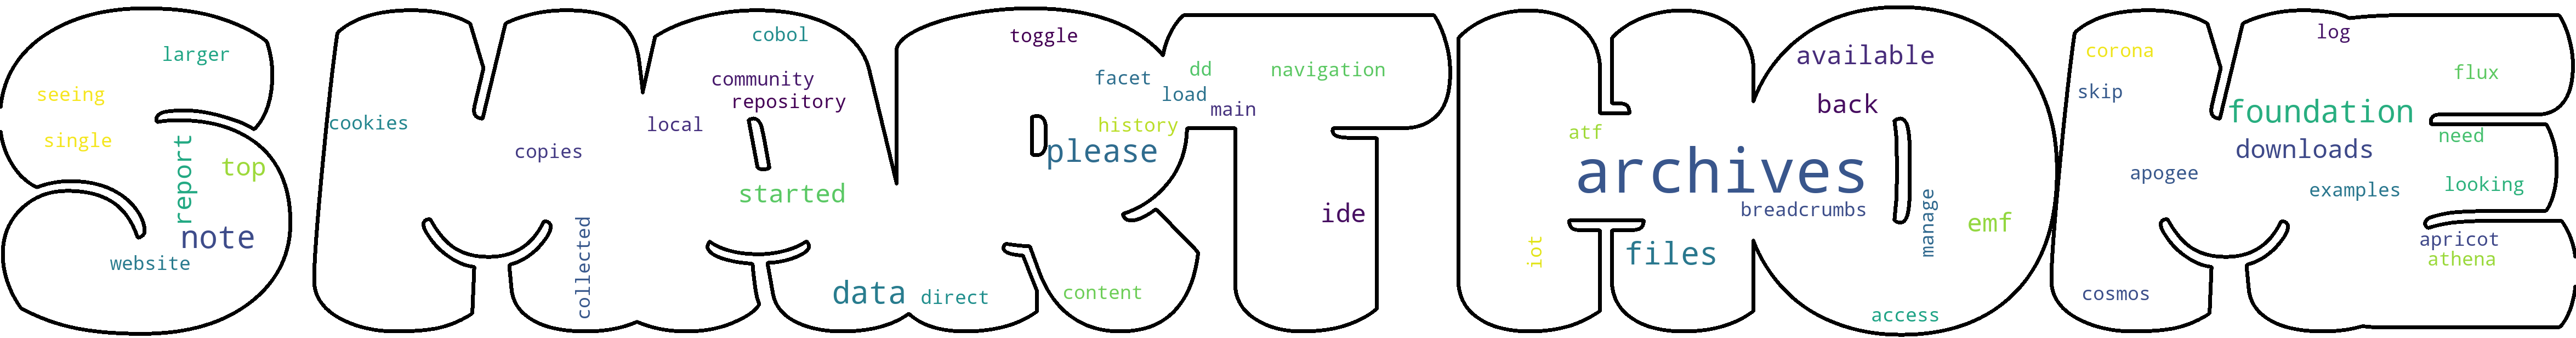 SMART HOME
larger
seeing
single
report
top
note
website
cookies
copies
collected
cobol
community
repository
local
started
data
direct
toggle
facet
dd
load
main
navigation
history
please
content
ide
available
back
atf
archives
breadcrumbs
manage
emf
iot
files
access
corona
skip
log
flux
foundation
need
downloads
apogee
examples
looking
apricot
athena
cosmos